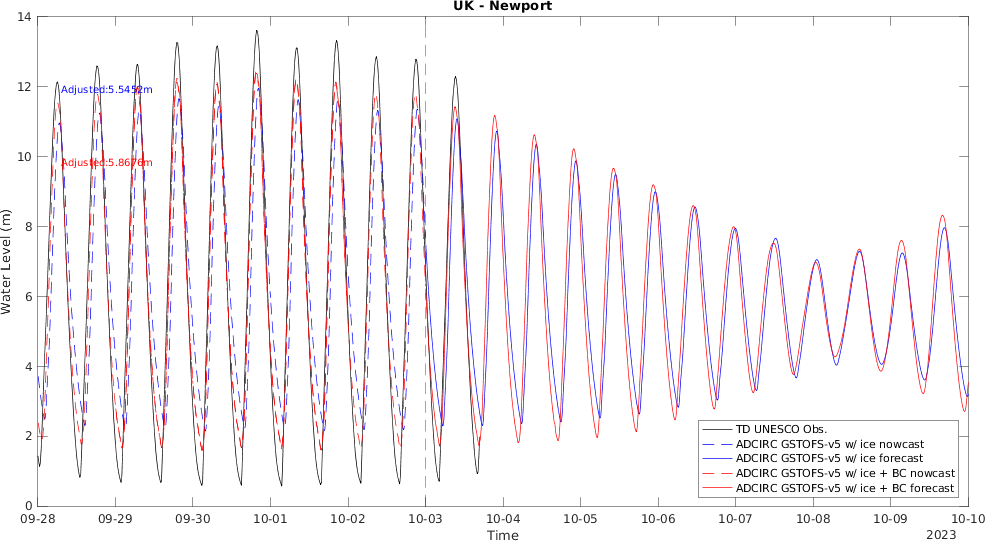 UK - Newport
14
12
10
8
6
4
2
0
Water Level (m)
Adjusted:5.5452m
Adjusted:5.8676m
TD UNESCO Obs.
ADCIRC GSTOFS-v5 w/ ice nowcast
ADCIRC GSTOFS-v5 w/ ice forecast
ADCIRC GSTOFS-v5 w/ ice + BC nowcast
ADCIRC GSTOFS-v5 w/ ice + BC forecast
09-28 09-29 09-30 10-01 10-02 10-03 10-04 10-05 10-06 10-07 10-08 10-09 10-10
Time
2023